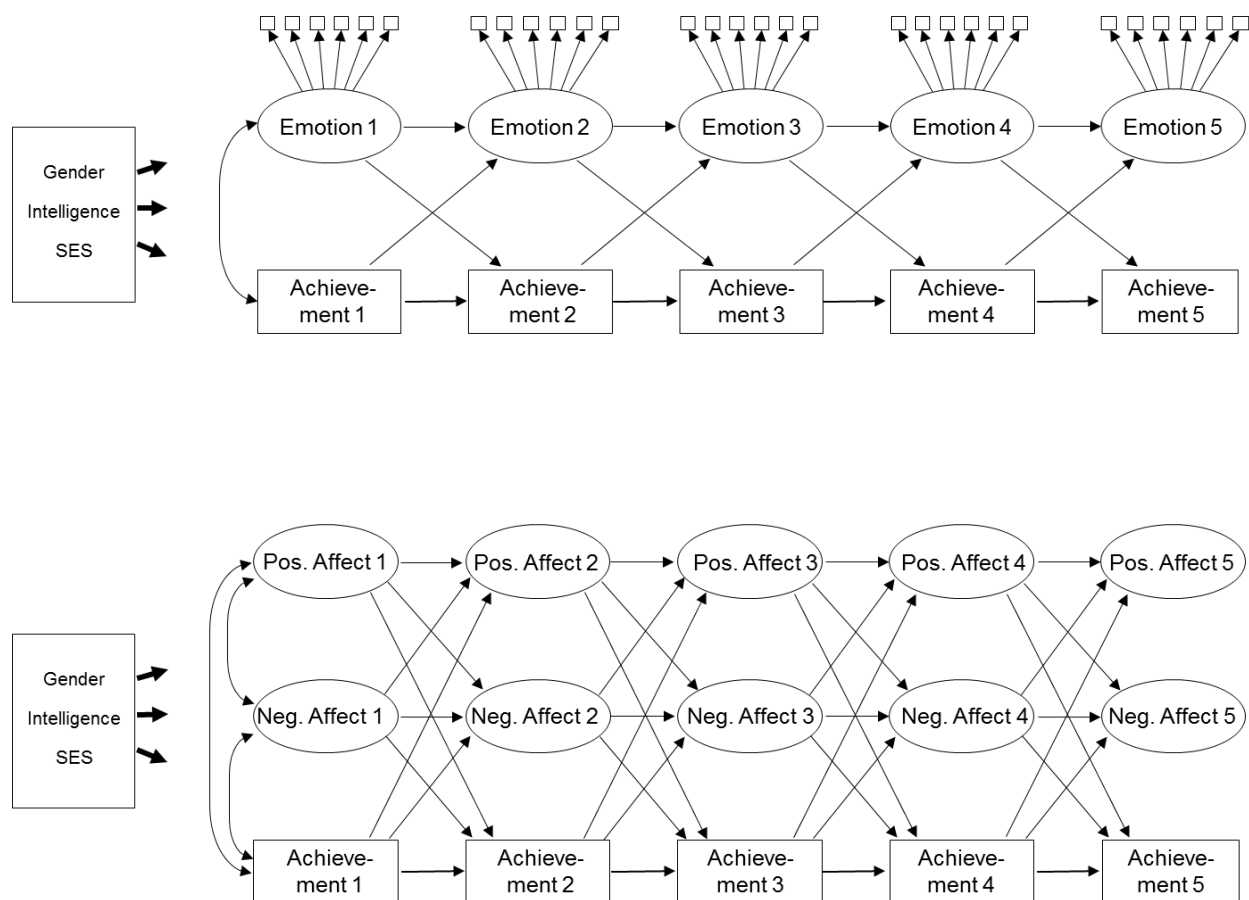 Emotion 1
Emotion 2
Emotion 3
Emotion 4
Emotion 5
Gender
Intelligence
SES
Achieve-
ment 1
Achieve-
ment 2
Achieve-
ment 3
Achieve-
ment 4
Achieve-
ment 5
Pos. Affect 1
Pos. Affect 2
Pos. Affect 3
Pos. Affect 4
Pos. Affect 5
Gender
Intelligence
SES
Neg. Affect 1
Neg. Affect 2
Neg. Affect 3
Neg. Affect 4
Neg. Affect 5
Achieve-
ment 1
Achieve-
ment 2
Achieve-
ment 3
Achieve-
ment 4
Achieve-
ment 5